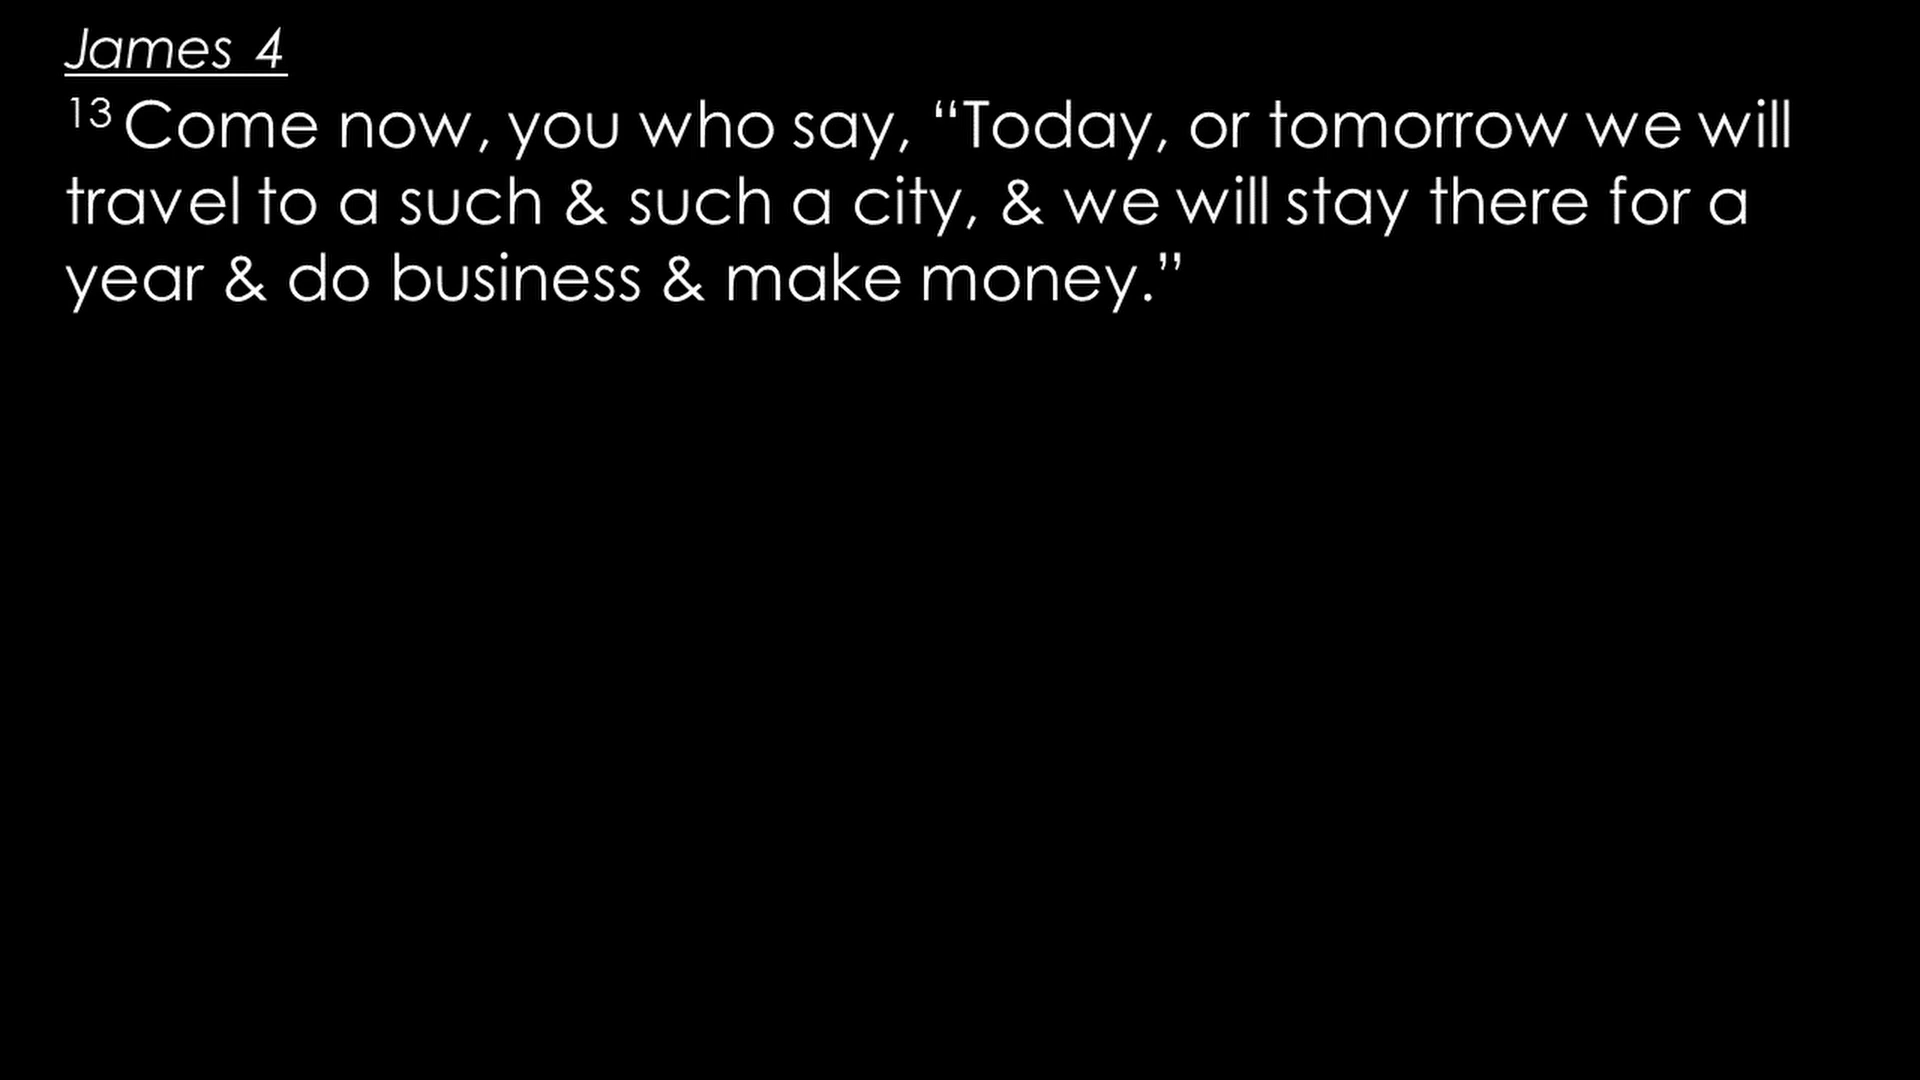 James 4
13 Come now, you who say, “Today, or tomorrow we will
travel to a such & such a city, & we will stay there for a
year & do business & make money.”